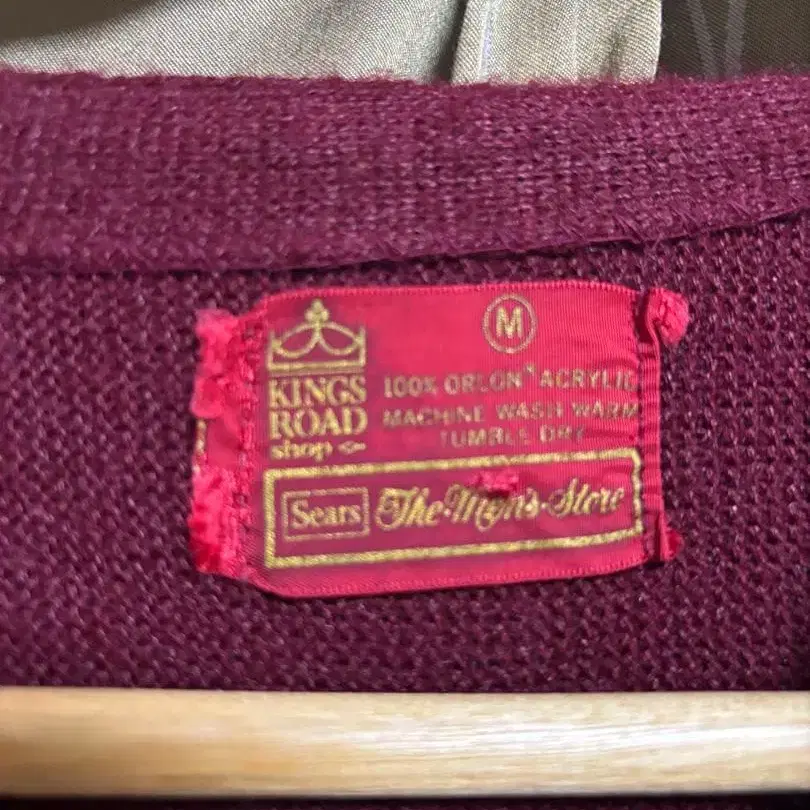 KINGS
ROAD
shop
M
100% ORLON* ACRYLIC
MACHINE WASH WARM
TUMBLE DRY
Sears The Men's Store